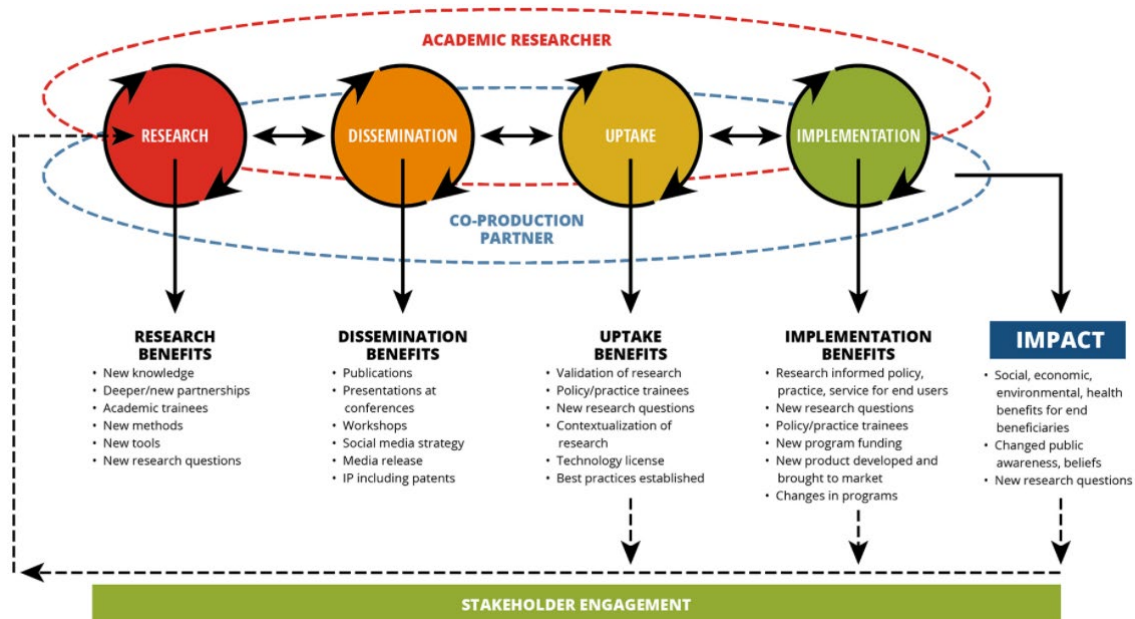 ACADEMIC RESEARCHER
RESEARCH
DISSEMINATION
UPTAKE
IMPLEMENTATION
CO-PRODUCTION
PARTNER
RESEARCH
BENEFITS
• New knowledge
• Deeper/new partnerships
• Academic trainees
• New methods
• New tools
• New research questions
DISSEMINATION
BENEFITS
• Publications
• Presentations at
conferences
• Workshops
• Social media strategy
• Media release
• IP including patents
UPTAKE
BENEFITS
• Validation of research
• Policy/practice trainees
• New research questions
• Contextualization of
research
• Technology license
• Best practices established
IMPLEMENTATION
BENEFITS
• Research informed policy,
practice, service for end users
• New research questions
• Policy/practice trainees
• New program funding
• New product developed and
brought to market
• Changes in programs
IMPACT
• Social, economic,
environmental, health
benefits for end
beneficiaries
• Changed public
awareness, beliefs
• New research questions
STAKEHOLDER ENGAGEMENT